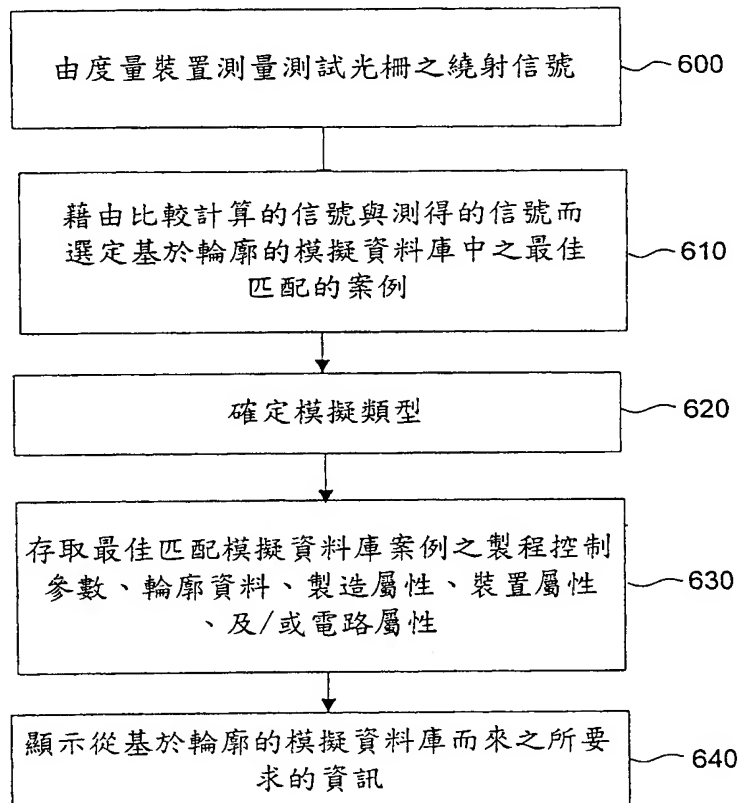 由度量裝置測量測試光柵之繞射信號
600
藉由比較計算的信號與測得的信號而
選定基於輪廓的模擬資料庫中之最佳
匹配的案例
610
確定模擬類型
620
存取最佳匹配模擬資料庫案例之製程控制
參數、輪廓資料、製造屬性、裝置屬性
、及/或電路屬性
630
顯示從基於輪廓的模擬資料庫而來之所要
求的資訊
640